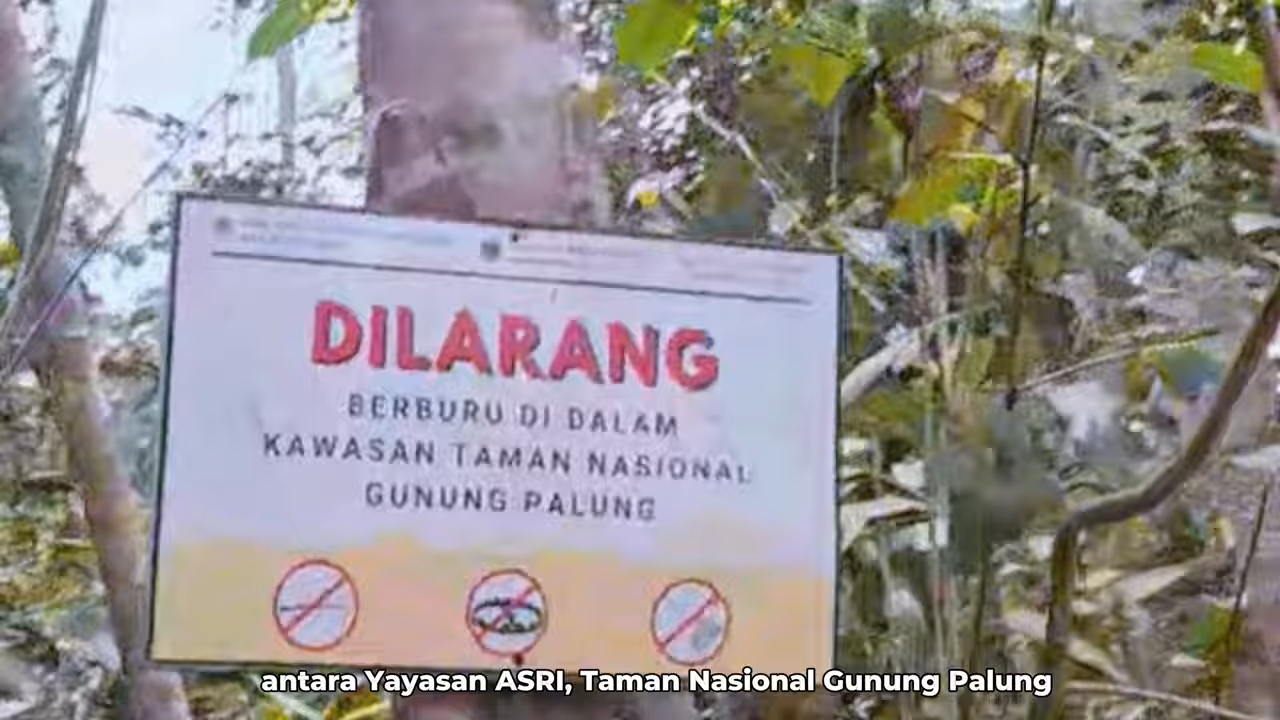 DILARANG
BERBURU DI DALAM
KAWASAN TAMAN NASIONAL
GUNUNG PALUNG
antara Yayasan ASRI, Taman Nasional Gunung Palung